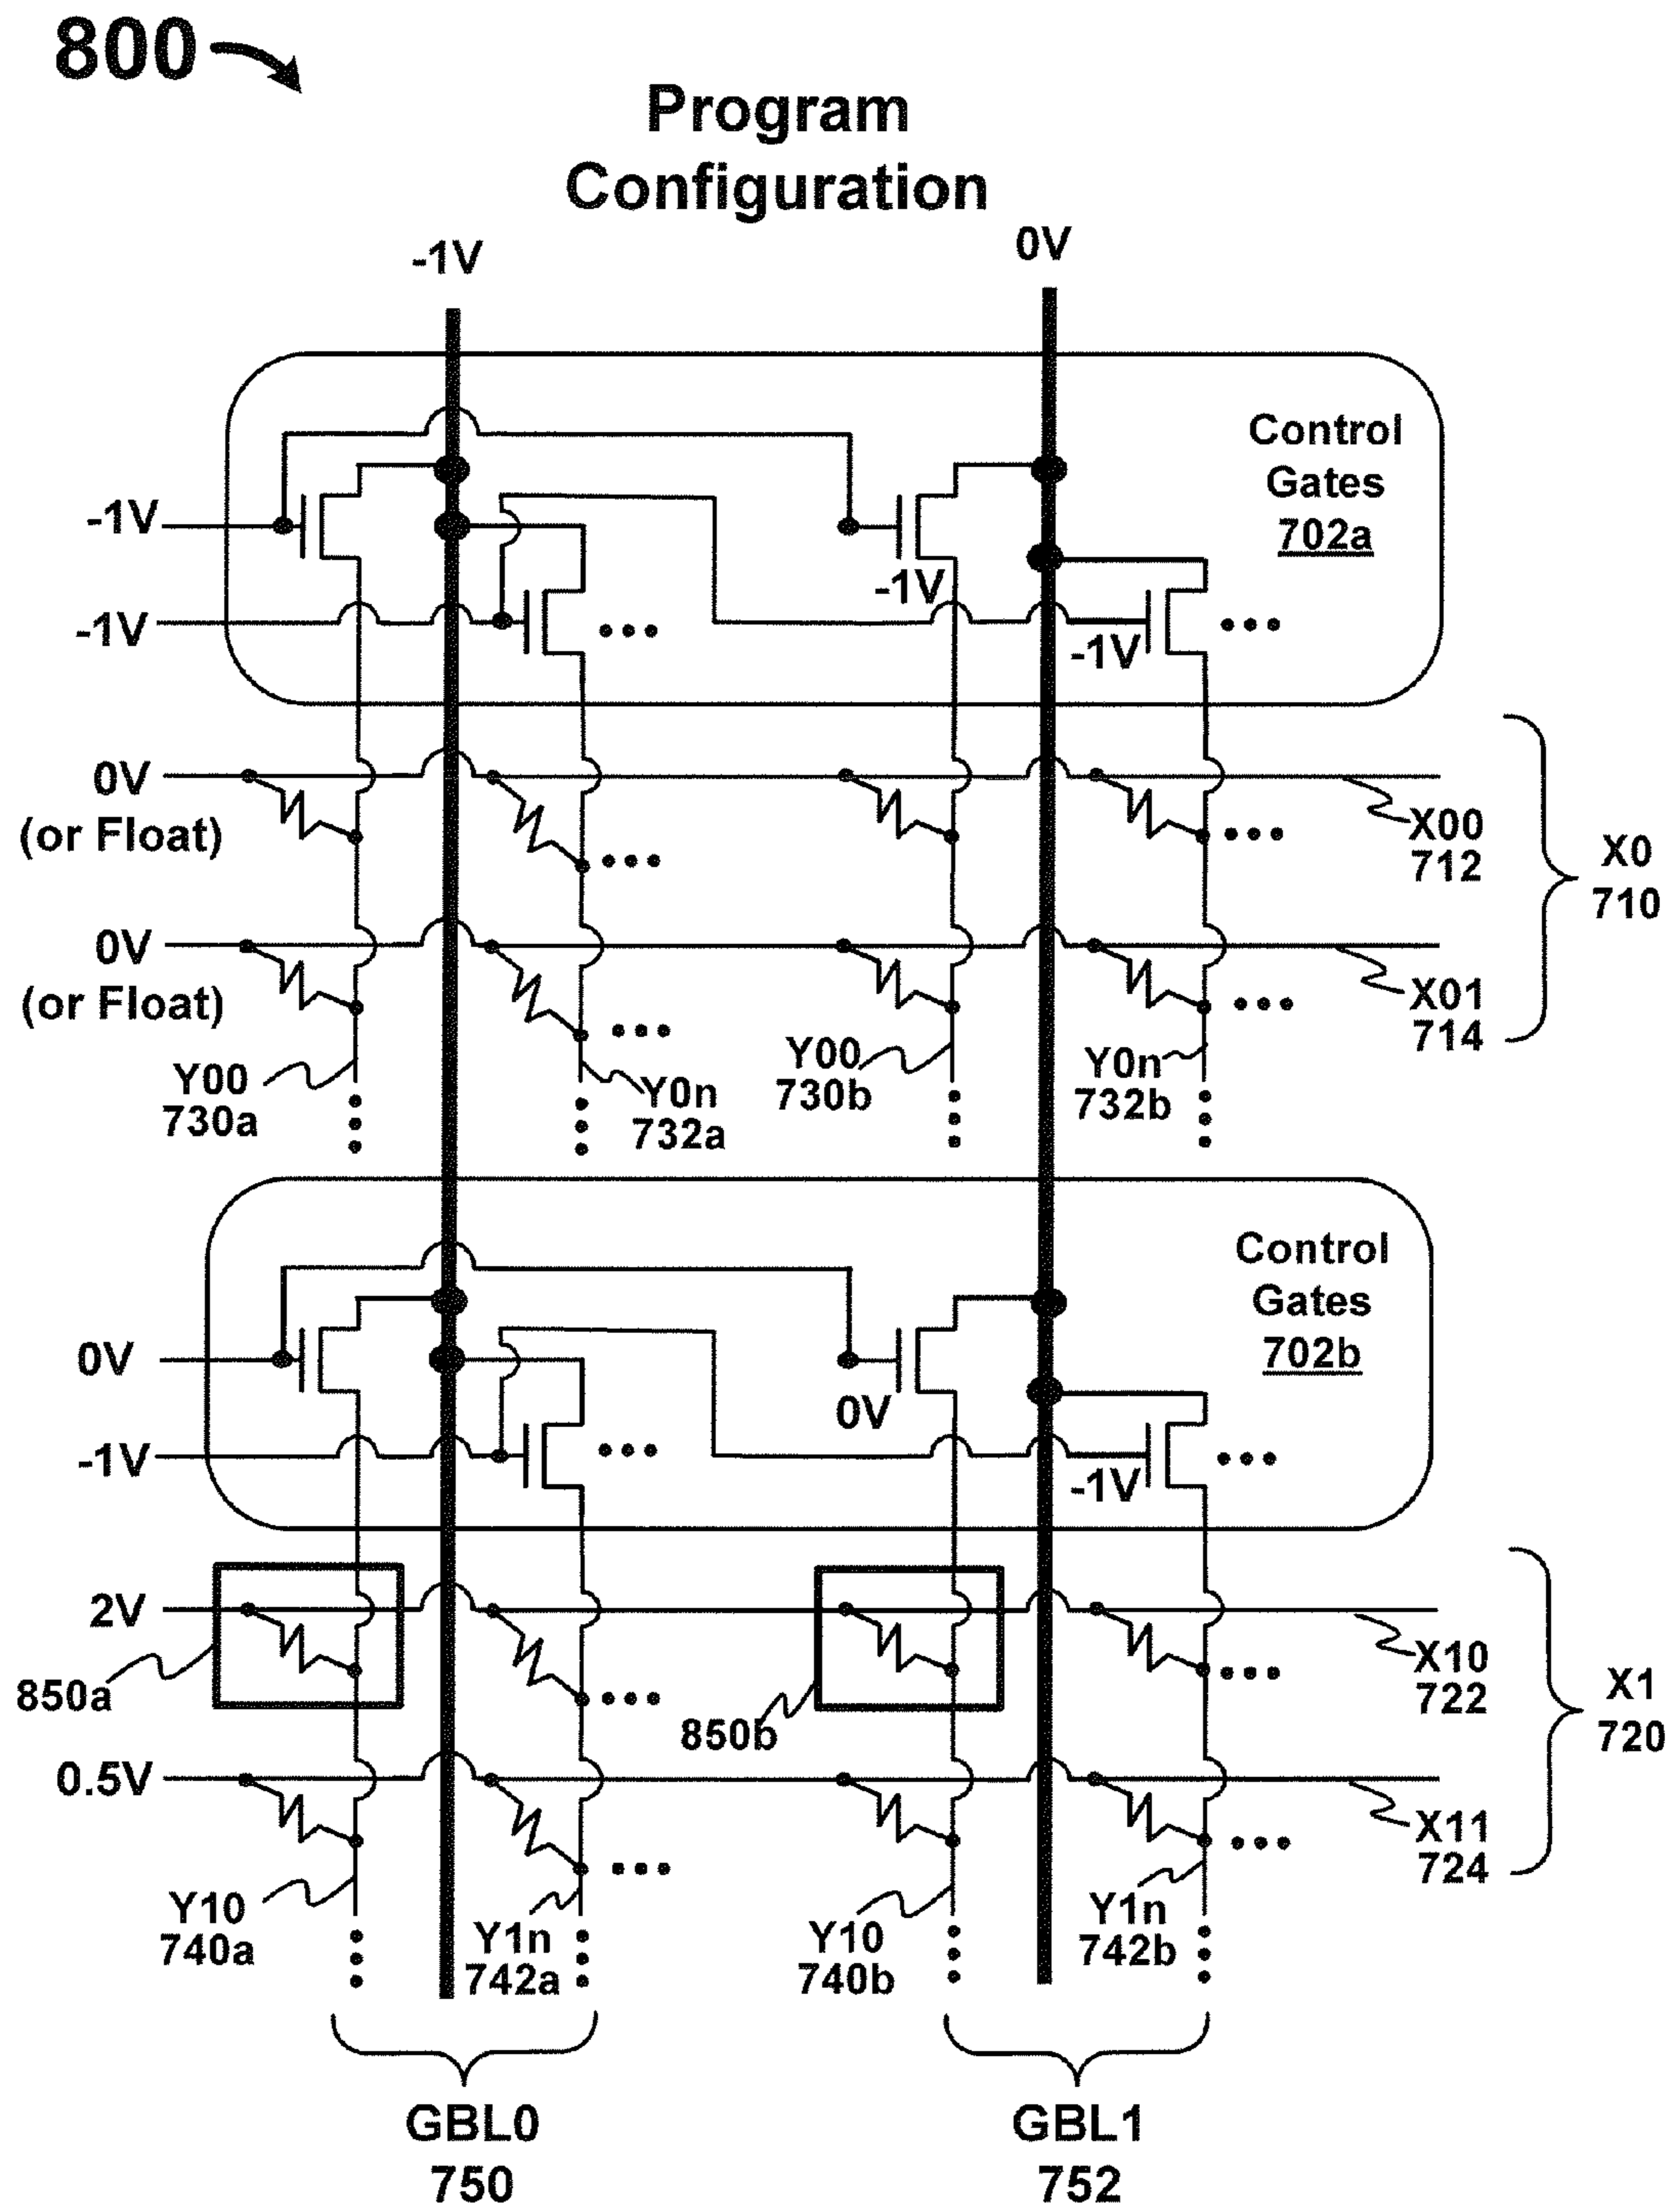 800
Program
Configuration
-1V
0V
Control
Gates
702a
-1V
-1V
-1V
-1V
0V
(or Float)
X00
712
X0
710
0V
(or Float)
X01
714
Y00
730a
Y0n
732a
Y00
730b
Y0n
732b
Control
Gates
702b
0V
0V
-1V
-1V
2V
850a
850b
X10
722
X1
720
0.5V
X11
724
Y10
740a
Y1n
742a
Y10
740b
Y1n
742b
GBL0
750
GBL1
752